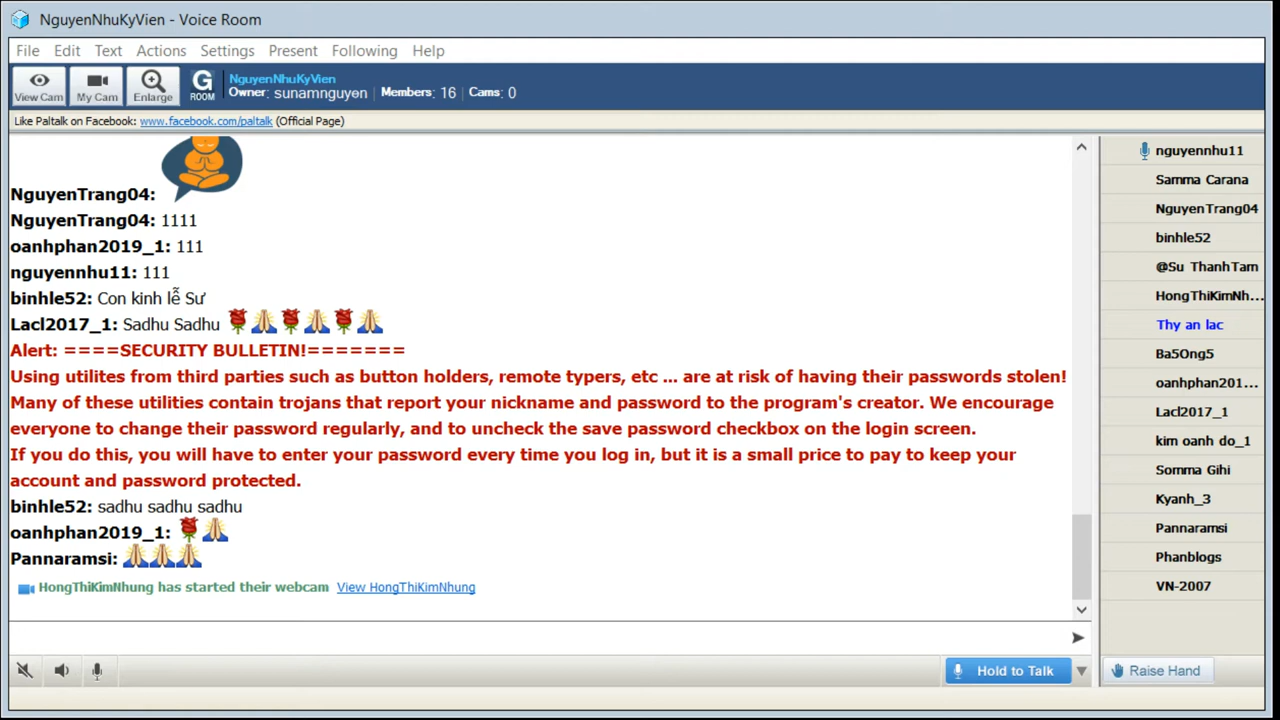 NguyenNhuKyVien - Voice Room
File Edit Text Actions Settings Present Following Help
View Cam My Cam Enlarge G ROOM NguyenNhuKyVien
Owner: sunamnguyen Members: 16 Cams: 0
Like Paltalk on Facebook: www.facebook.com/paltalk (Official Page)
NguyenTrang04:
NguyenTrang04: 1111
oanhphan2019_1: 111
nguyennhu11: 111
binhle52: Con kinh lễ Sư
Lacl2017_1: Sadhu Sadhu
Alert: ====SECURITY BULLETIN!=======
Using utilites from third parties such as button holders, remote typers, etc ... are at risk of having their passwords stolen!
Many of these utilities contain trojans that report your nickname and password to the program's creator. We encourage
everyone to change their password regularly, and to uncheck the save password checkbox on the login screen.
If you do this, you will have to enter your password every time you log in, but it is a small price to pay to keep your
account and password protected.
binhle52: sadhu sadhu sadhu
oanhphan2019_1:
Pannaramsi:
HongThiKimNhung has started their webcam View HongThiKimNhung
nguyennhu11
Samma Carana
NguyenTrang04
binhle52
@Su ThanhTam
HongThiKimNh...
Thy an lac
Ba5Ong5
oanhphan201...
Lacl2017_1
kim oanh do_1
Somma Gihi
Kyanh_3
Pannaramsi
Phanblogs
VN-2007
Hold to Talk
Raise Hand